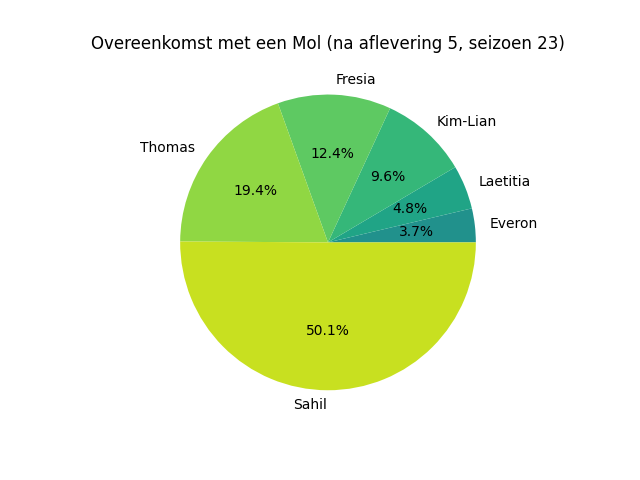 Overeenkomst met een Mol (na aflevering 5, seizoen 23)
Fresia
Kim-Lian
Thomas
12.4%
9.6%
Laetitia
19.4%
4.8%
Everon
3.7%
50.1%
Sahil